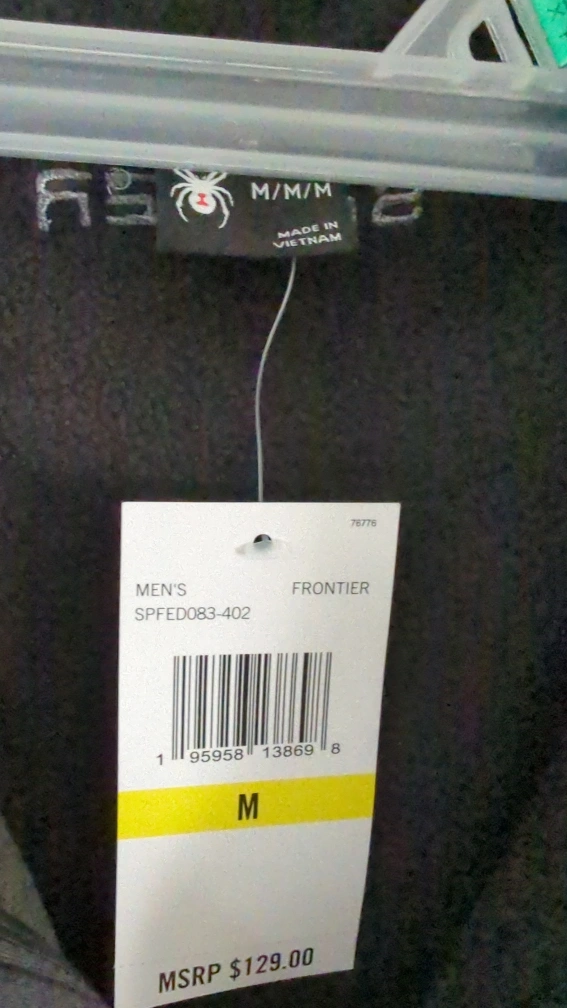 M/M/M
MADE IN
VIETNAM
76776
MEN'S FRONTIER
SPFED083-402
1 95958 13869 8
M
MSRP $129.00